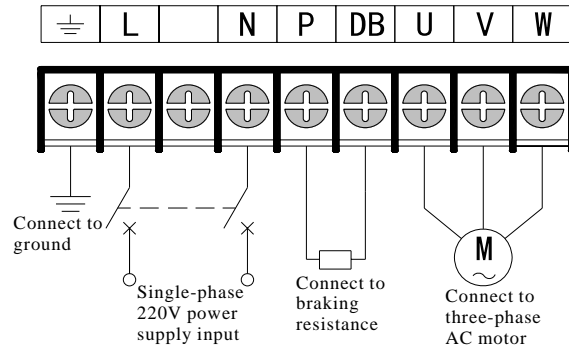 L N P DB U V W
Connect to
ground
Single-phase
220V power
supply input
Connect to
braking
resistance
M
Connect to
three-phase
AC motor